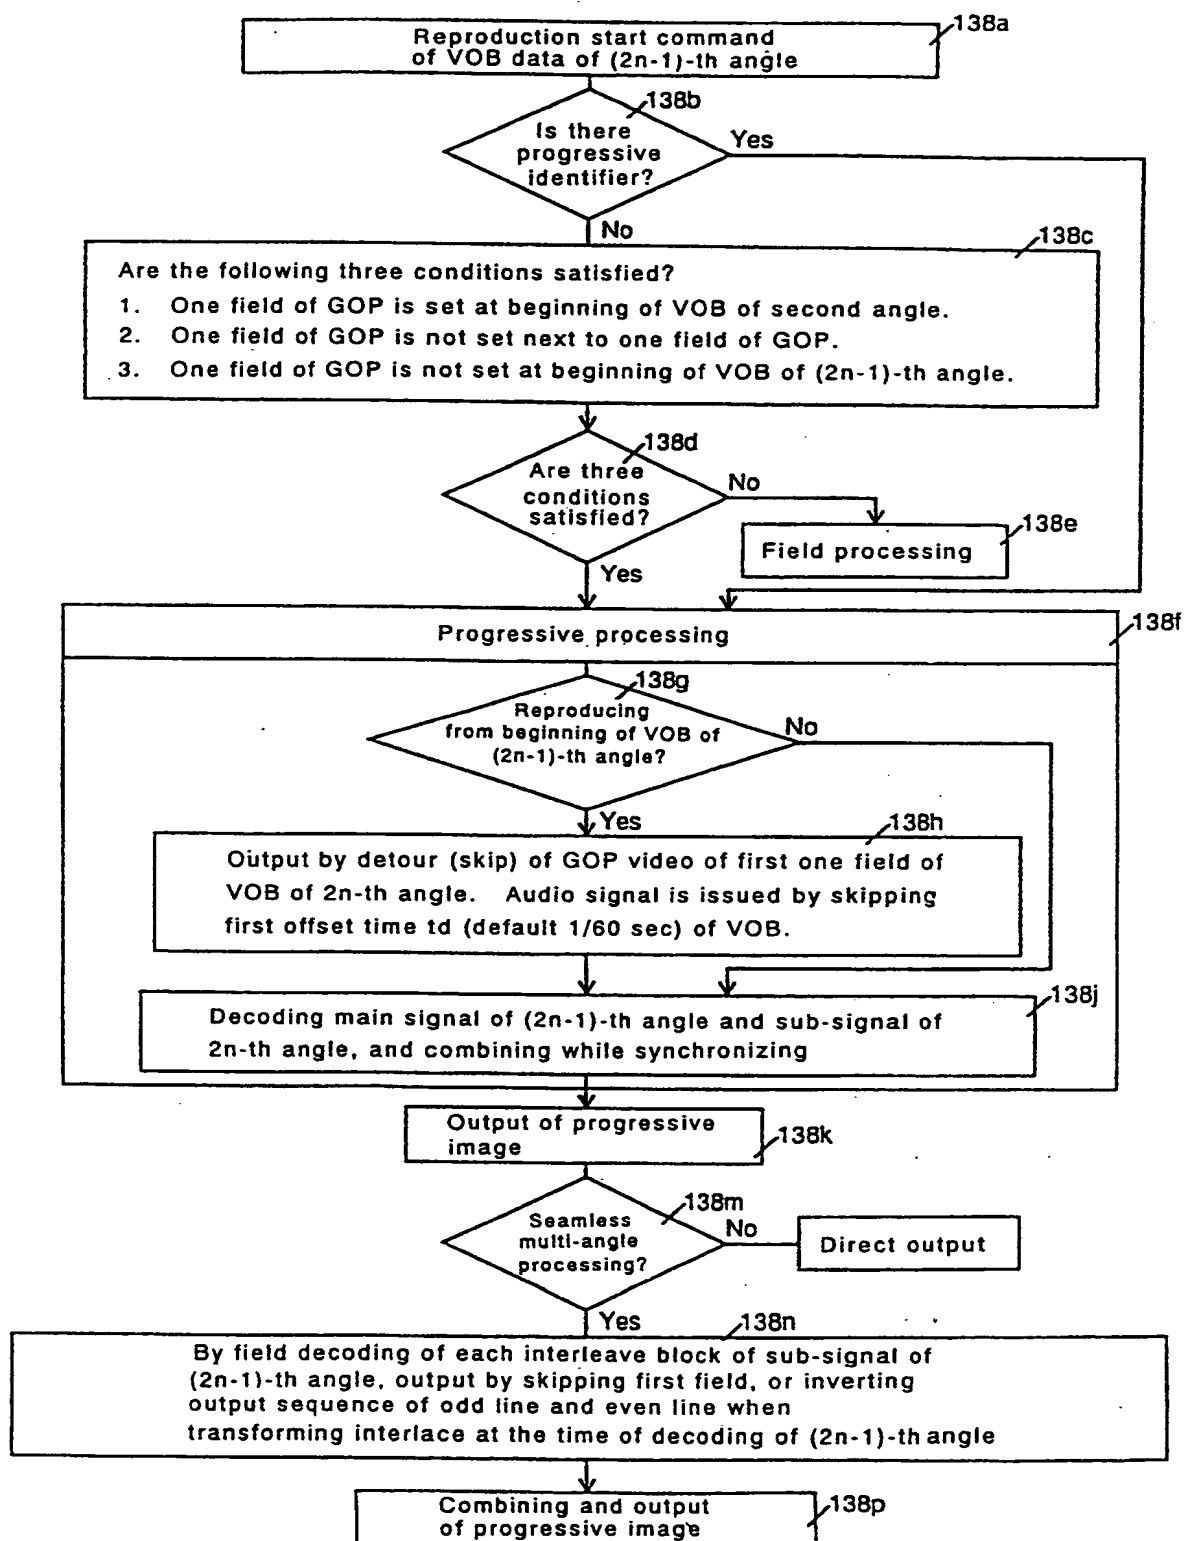 138a
Reproduction start command
of VOB data of (2n-1)-th angle
138b
Is there
progressive
identifier?
Yes
No
138c
Are the following three conditions satisfied?
1. One field of GOP is set at beginning of VOB of second angle.
2. One field of GOP is not set next to one field of GOP.
3. One field of GOP is not set at beginning of VOB of (2n-1)-th angle.
138d
Are three
conditions
satisfied?
No
138e
Field processing
Yes
138f
Progressive processing
138g
Reproducing
from beginning of VOB of
(2n-1)-th angle?
No
Yes
138h
Output by detour (skip) of GOP video of first one field of
VOB of 2n-th angle. Audio signal is issued by skipping
first offset time td (default 1/60 sec) of VOB.
138j
Decoding main signal of (2n-1)-th angle and sub-signal of
2n-th angle, and combining while synchronizing
Output of progressive
image
138k
138m
Seamless
multi-angle
processing?
No
Direct output
Yes
138n
By field decoding of each interleave block of sub-signal of
(2n-1)-th angle, output by skipping first field, or inverting
output sequence of odd line and even line when
transforming interlace at the time of decoding of (2n-1)-th angle
138p
Combining and output
of progressive image